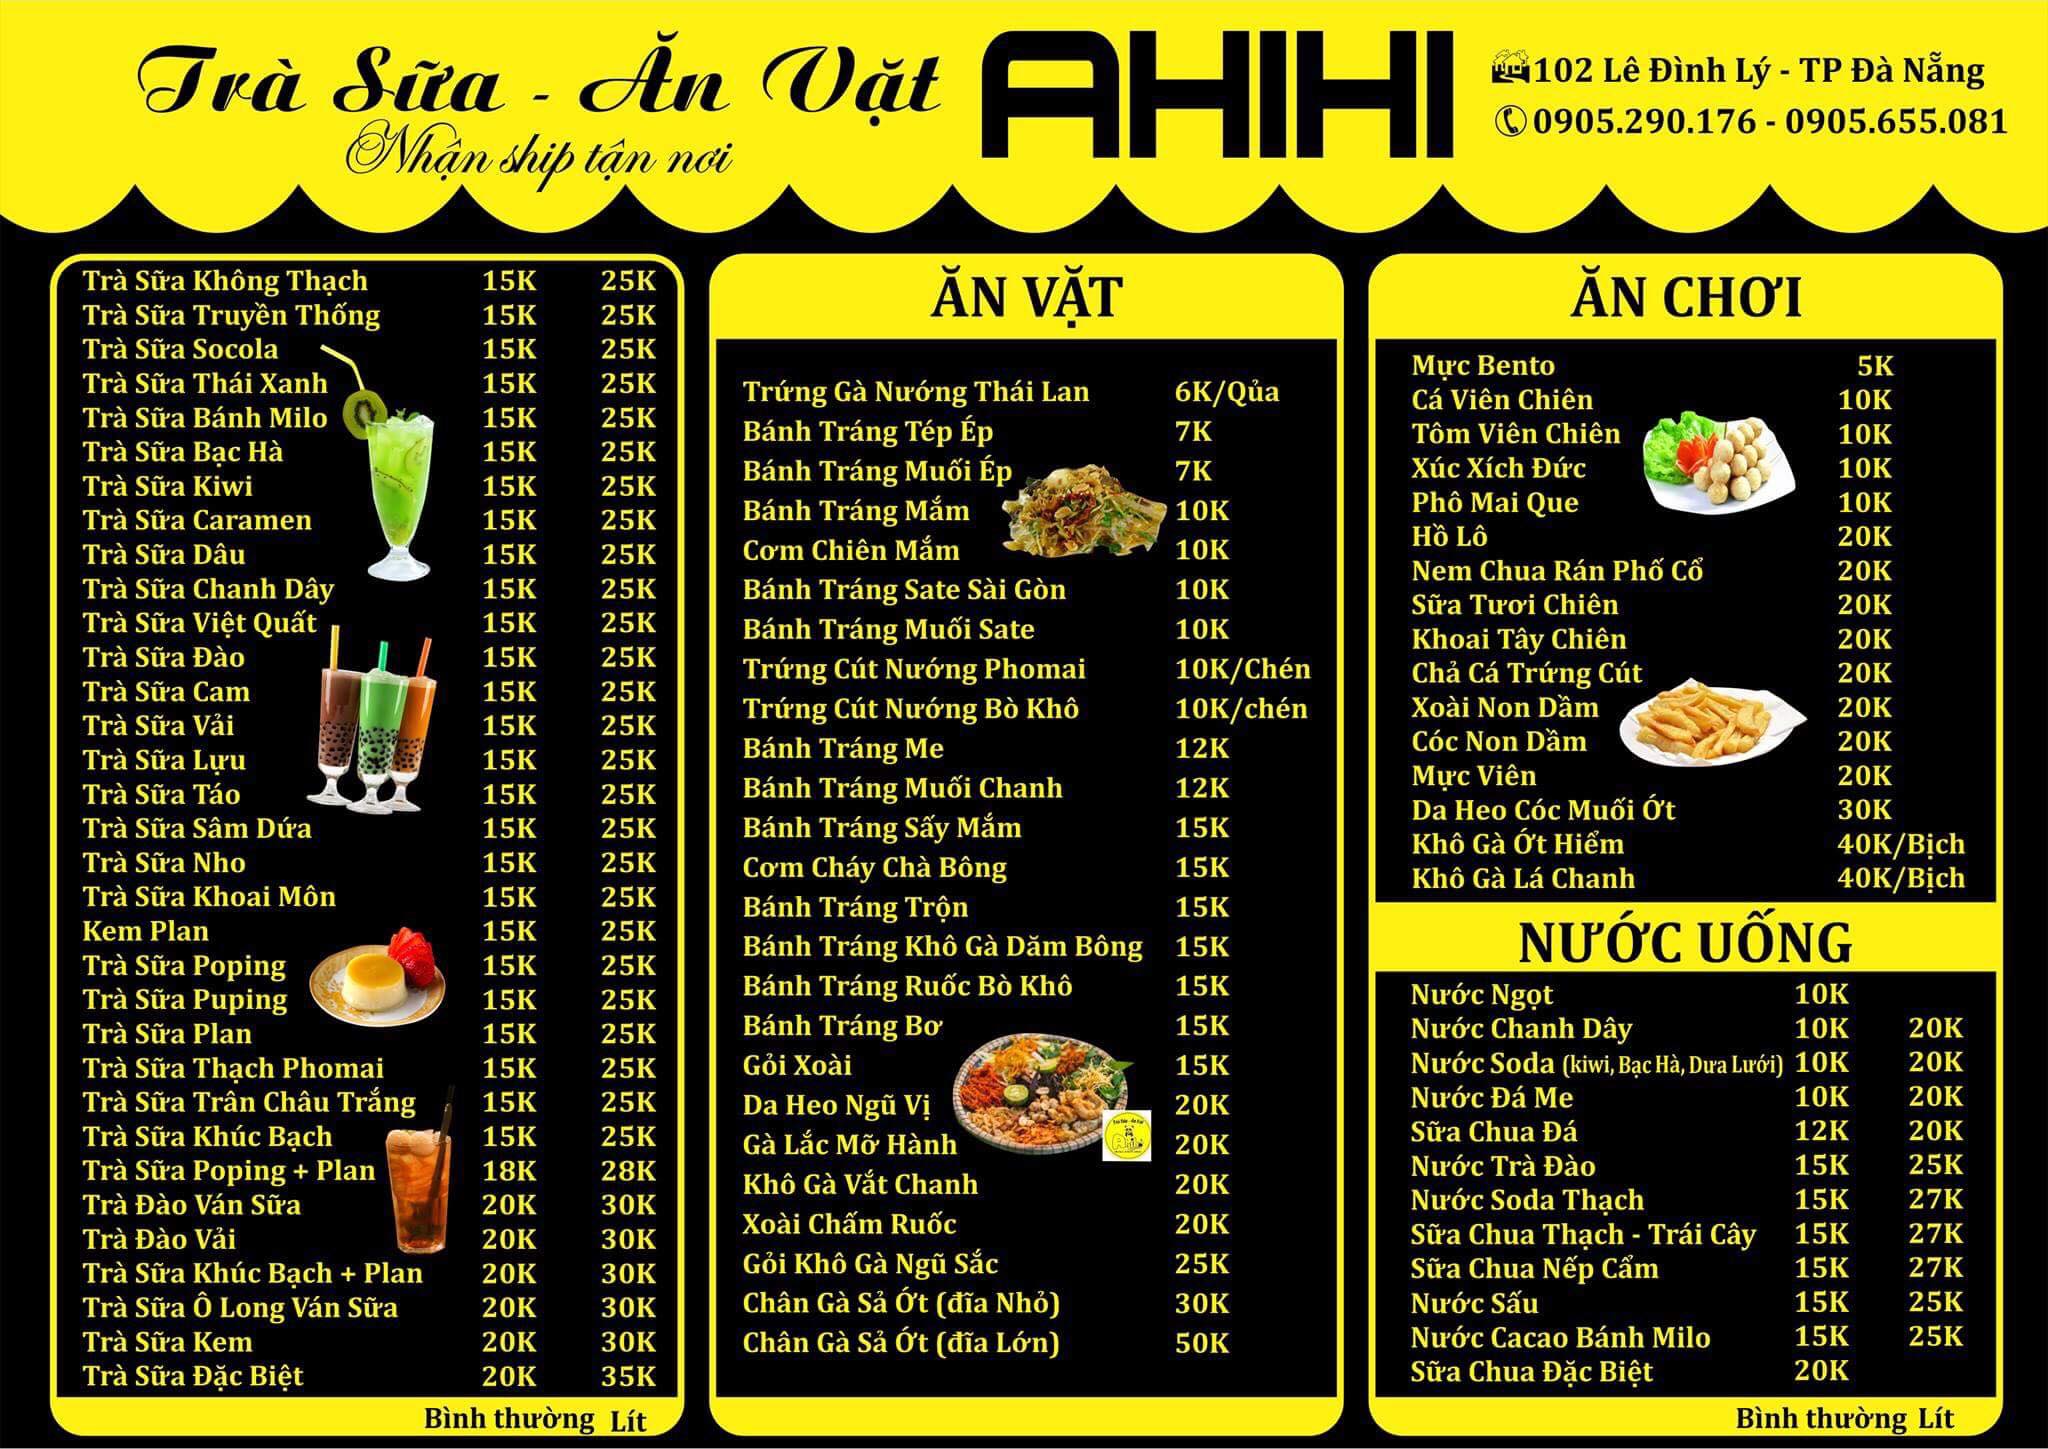 Trà Sữa - Ăn Vặt AHIHI
Nhận ship tận nơi
102 Lê Đình Lý - TP Đà Nẵng
0905.290.176 - 0905.655.081
Trà Sữa Không Thạch 15K 25K
Trà Sữa Truyền Thống 15K 25K
Trà Sữa Socola 15K 25K
Trà Sữa Thái Xanh 15K 25K
Trà Sữa Bánh Milo 15K 25K
Trà Sữa Bạc Hà 15K 25K
Trà Sữa Kiwi 15K 25K
Trà Sữa Caramen 15K 25K
Trà Sữa Dâu 15K 25K
Trà Sữa Chanh Dây 15K 25K
Trà Sữa Việt Quất 15K 25K
Trà Sữa Đào 15K 25K
Trà Sữa Cam 15K 25K
Trà Sữa Vải 15K 25K
Trà Sữa Lựu 15K 25K
Trà Sữa Táo 15K 25K
Trà Sữa Sâm Dứa 15K 25K
Trà Sữa Nho 15K 25K
Trà Sữa Khoai Môn 15K 25K
Kem Plan 15K 25K
Trà Sữa Poping 15K 25K
Trà Sữa Puping 15K 25K
Trà Sữa Plan 15K 25K
Trà Sữa Thạch Phomai 15K 25K
Trà Sữa Trân Châu Trắng 15K 25K
Trà Sữa Khúc Bạch 15K 25K
Trà Sữa Poping + Plan 18K 28K
Trà Đào Ván Sữa 20K 30K
Trà Đào Vải 20K 30K
Trà Sữa Khúc Bạch + Plan 20K 30K
Trà Sữa Ô Long Ván Sữa 20K 30K
Trà Sữa Kem 20K 30K
Trà Sữa Đặc Biệt 20K 35K
Bình thường Lít
ĂN VẶT
Trứng Gà Nướng Thái Lan 6K/Qủa
Bánh Tráng Tép Ép 7K
Bánh Tráng Muối Ép 7K
Bánh Tráng Mắm 10K
Cơm Chiên Mắm 10K
Bánh Tráng Sate Sài Gòn 10K
Bánh Tráng Muối Sate 10K
Trứng Cút Nướng Phomai 10K/Chén
Trứng Cút Nướng Bò Khô 10K/chén
Bánh Tráng Me 12K
Bánh Tráng Muối Chanh 12K
Bánh Tráng Sấy Mắm 15K
Cơm Cháy Chà Bông 15K
Bánh Tráng Trộn 15K
Bánh Tráng Khô Gà Dăm Bông 15K
Bánh Tráng Ruốc Bò Khô 15K
Bánh Tráng Bơ 15K
Gỏi Xoài 15K
Da Heo Ngũ Vị 20K
Gà Lắc Mỡ Hành 20K
Khô Gà Vắt Chanh 20K
Xoài Chấm Ruốc 20K
Gỏi Khô Gà Ngũ Sắc 25K
Chân Gà Sả Ớt (đĩa Nhỏ) 30K
Chân Gà Sả Ớt (đĩa Lớn) 50K
ĂN CHƠI
Mực Bento 5K
Cá Viên Chiên 10K
Tôm Viên Chiên 10K
Xúc Xích Đức 10K
Phô Mai Que 10K
Hồ Lô 20K
Nem Chua Rán Phố Cổ 20K
Sữa Tươi Chiên 20K
Khoai Tây Chiên 20K
Chả Cá Trứng Cút 20K
Xoài Non Dầm 20K
Cóc Non Dầm 20K
Mực Viên 20K
Da Heo Cóc Muối Ớt 30K
Khô Gà Ớt Hiểm 40K/Bịch
Khô Gà Lá Chanh 40K/Bịch
NƯỚC UỐNG
Nước Ngọt 10K
Nước Chanh Dây 10K 20K
Nước Soda (kiwi, Bạc Hà, Dưa Lưới) 10K 20K
Nước Đá Me 10K 20K
Sữa Chua Đá 12K 20K
Nước Trà Đào 15K 25K
Nước Soda Thạch 15K 27K
Sữa Chua Thạch - Trái Cây 15K 27K
Sữa Chua Nếp Cẩm 15K 27K
Nước Sấu 15K 25K
Nước Cacao Bánh Milo 15K 25K
Sữa Chua Đặc Biệt 20K
Bình thường Lít